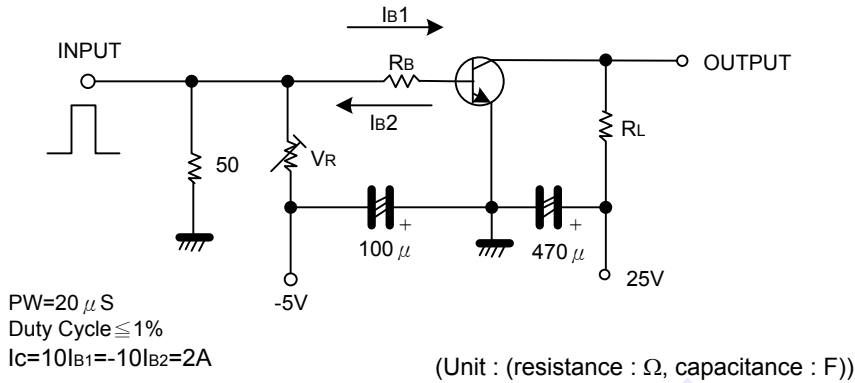 IB1
INPUT
RB
OUTPUT
IB2
RL
50
VR
+
+
100 μ
470 μ
-5V
25V
PW=20 μ S
Duty Cycle≦1%
Ic=10IB1=-10IB2=2A
(Unit : (resistance : Ω, capacitance : F))